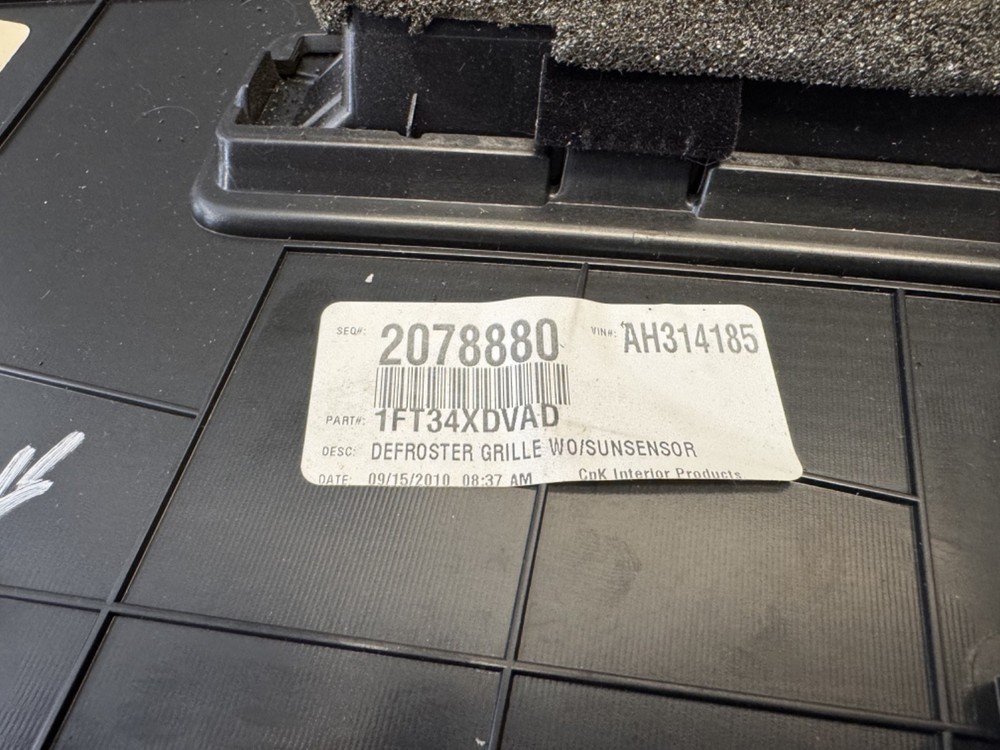 SEQ#: 2078880 VIN#: AH314185
PART#: 1FT34XDVAD
DESC: DEFROSTER GRILLE WO/SUNSENSOR
DATE: 09/15/2010 08:37 AM CpK Interior Products